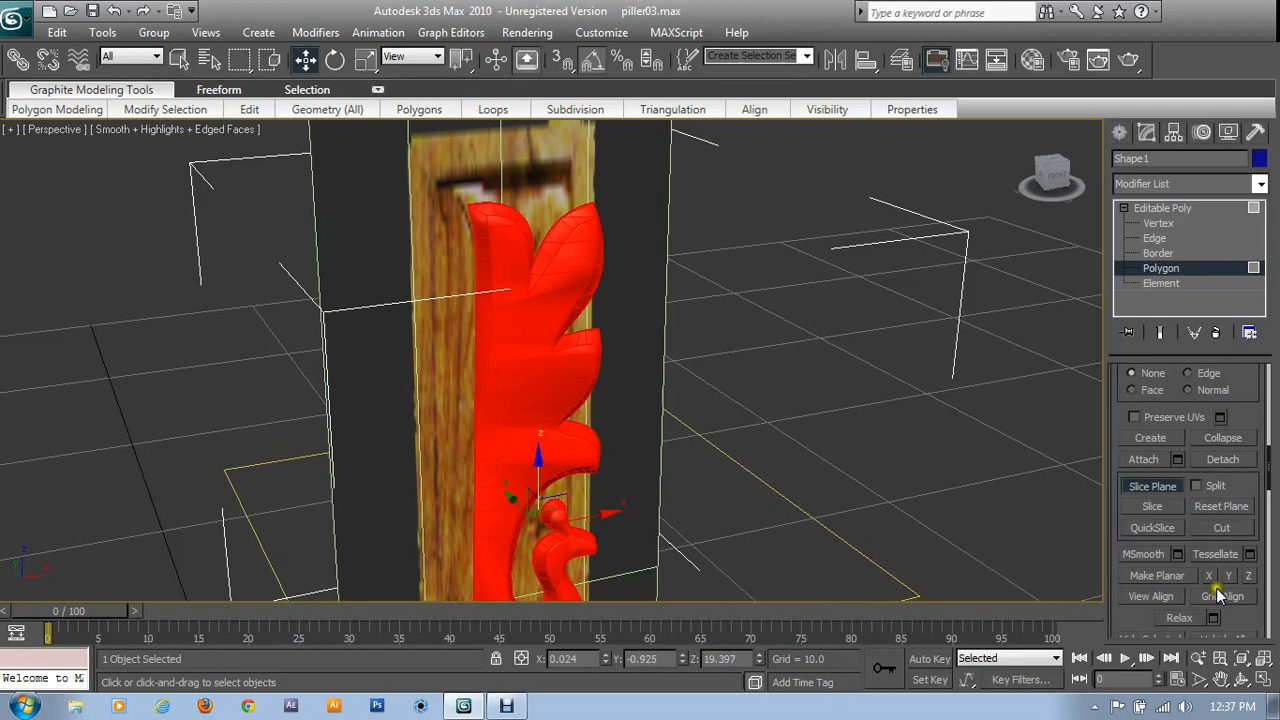 Autodesk 3ds Max 2010 - Unregistered Version piller03.max
Type a keyword or phrase
Edit Tools Group Views Create Modifiers Animation Graph Editors Rendering Customize MAXScript Help
All View Create Selection Se
Graphite Modeling Tools Freeform Selection
Polygon Modeling Modify Selection Edit Geometry (All) Polygons Loops Subdivision Triangulation Align Visibility Properties
[ + ] [ Perspective ] [ Smooth + Highlights + Edged Faces ]
FRONT
Shape1
Modifier List
Editable Poly
Vertex
Edge
Border
Polygon
Element
None Edge
Face Normal
Preserve UVs
Create Collapse
Attach Detach
Slice Plane Split
Slice Reset Plane
QuickSlice Cut
MSmooth Tessellate
Make Planar X Y Z
View Align
Relax
z
x
0 / 100
0 5 10 15 20 25 30 35 40 45 50 55 60 65 70 75 80 85 90 95 100
1 Object Selected X: 0.024 Y: -0.925 Z: 19.397 Grid = 10.0 Auto Key Selected
Welcome to M
Click or click-and-drag to select objects Add Time Tag Set Key Key Filters... 0
12:37 PM